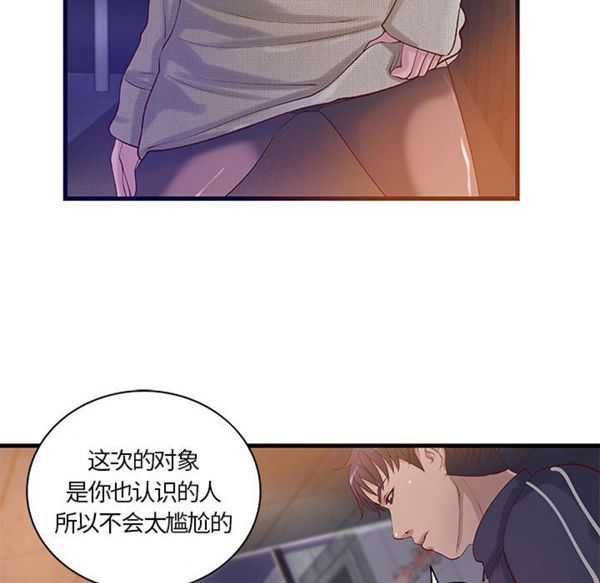 这次的对象
是你也认识的人
所以不会太尴尬的